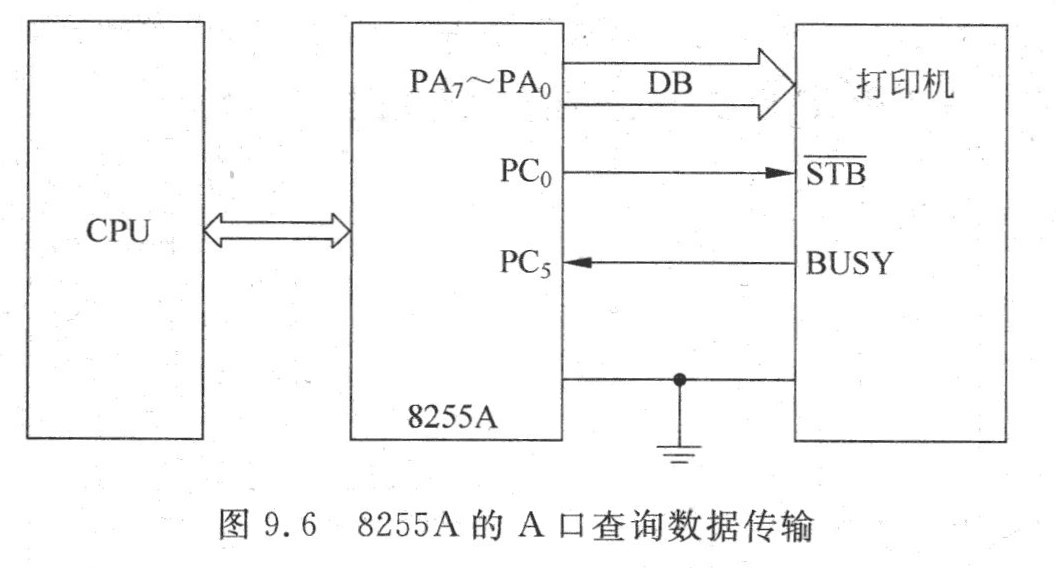 PA₇～PA₀
DB
打印机
PC₀
S̅T̅B̅
CPU
PC₅
BUSY
8255A
图 9.6 8255A 的 A 口查询数据传输